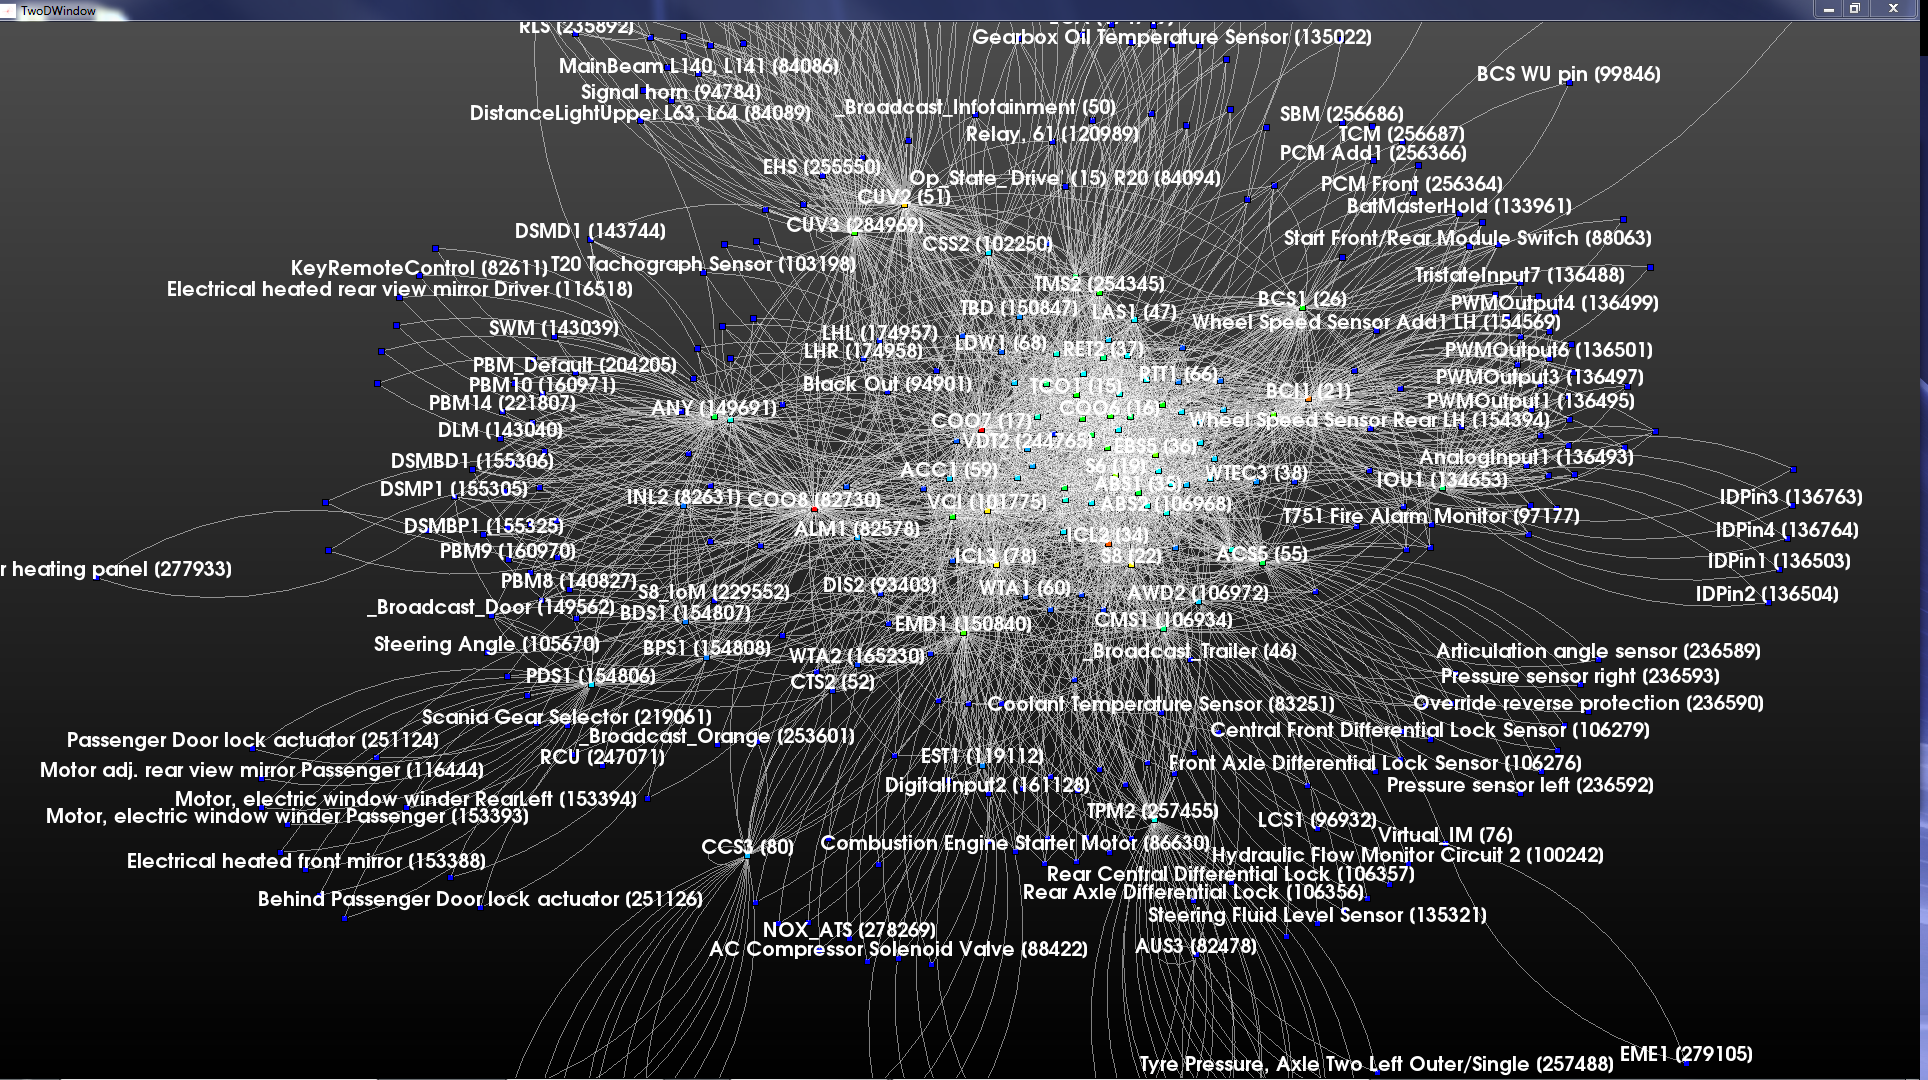 TwoDWindow
RLS (235892)
Gearbox Oil Temperature Sensor (135022)
MainBeam L140, L141 (84086)
BCS WU pin (99846)
Signal horn (94784)
DistanceLightUpper L63, L64 (84089)
_Broadcast_Infotainment (50)
SBM (256686)
Relay, 61 (120989)
TCM (256687)
PCM Add1 (256366)
EHS (255550)
Op_State_Drive_(15)
R20 (84094)
PCM Front (256364)
CUV2 (51)
BatMasterHold (133961)
CUV3 (284969)
DSMD1 (143744)
CSS2 (102250)
Start Front/Rear Module Switch (88063)
KeyRemoteControl (82611)
T20 Tachograph Sensor (103198)
TristateInput7 (136488)
Electrical heated rear view mirror Driver (116518)
TMS2 (254345)
BCS1 (26)
PWMOutput4 (136499)
TBD (150847)
LAS1 (47)
Wheel Speed Sensor Add1 LH (154569)
SWM (143039)
LHL (174957)
LDW1 (68)
RET2 (37)
LHR (174958)
PWMOutput6 (136501)
PBM_Default (204205)
RTT1 (66)
PWMOutput3 (136497)
PBM10 (160971)
Black Out (94901)
TCO1 (15)
BCI1 (21)
PWMOutput1 (136495)
PBM14 (221807)
ANY (149691)
COO7 (17)
Wheel Speed Sensor Rear LH (154394)
DLM (143040)
VDT2 (244765)
EBS5 (36)
AnalogInput1 (136493)
DSMBD1 (155306)
ACC1 (59)
S6 (19)
WTEC3 (38)
IOU1 (134653)
DSMP1 (155305)
INL2 (82631)
COO8 (82730)
VCL (101775)
ABS1 (35)
ABS2 (106968)
IDPin3 (136763)
DSMBP1 (155325)
ALM1 (82578)
T751 Fire Alarm Monitor (97177)
IDPin4 (136764)
ICL2 (34)
PBM9 (160970)
ICL3 (78)
S8 (22)
ACS5 (55)
IDPin1 (136503)
r heating panel (277933)
PBM8 (140827)
S8_IoM (229552)
DIS2 (93403)
WTA1 (60)
AWD2 (106972)
IDPin2 (136504)
_Broadcast_Door (149562)
BDS1 (154807)
EMD1 (150840)
CMS1 (106934)
Steering Angle (105670)
BPS1 (154808)
WTA2 (165230)
_Broadcast_Trailer (46)
Articulation angle sensor (236589)
PDS1 (154806)
CTS2 (52)
Pressure sensor right (236593)
Coolant Temperature Sensor (83251)
Override reverse protection (236590)
Scania Gear Selector (219061)
Central Front Differential Lock Sensor (106279)
Passenger Door lock actuator (251124)
_Broadcast_Orange (253601)
RCU (247071)
EST1 (119112)
Front Axle Differential Lock Sensor (106276)
Motor adj. rear view mirror Passenger (116444)
DigitalInput2 (161128)
Pressure sensor left (236592)
Motor, electric window winder RearLeft (153394)
TPM2 (257455)
Motor, electric window winder Passenger (153393)
LCS1 (96932)
Virtual_IM (76)
CCS3 (80)
Combustion Engine Starter Motor (86630)
Hydraulic Flow Monitor Circuit 2 (100242)
Electrical heated front mirror (153388)
Rear Central Differential Lock (106357)
Rear Axle Differential Lock (106356)
Behind Passenger Door lock actuator (251126)
Steering Fluid Level Sensor (135321)
NOX_ATS (278269)
AC Compressor Solenoid Valve (88422)
AUS3 (82478)
EME1 (279105)
Tyre Pressure, Axle Two Left Outer/Single (257488)